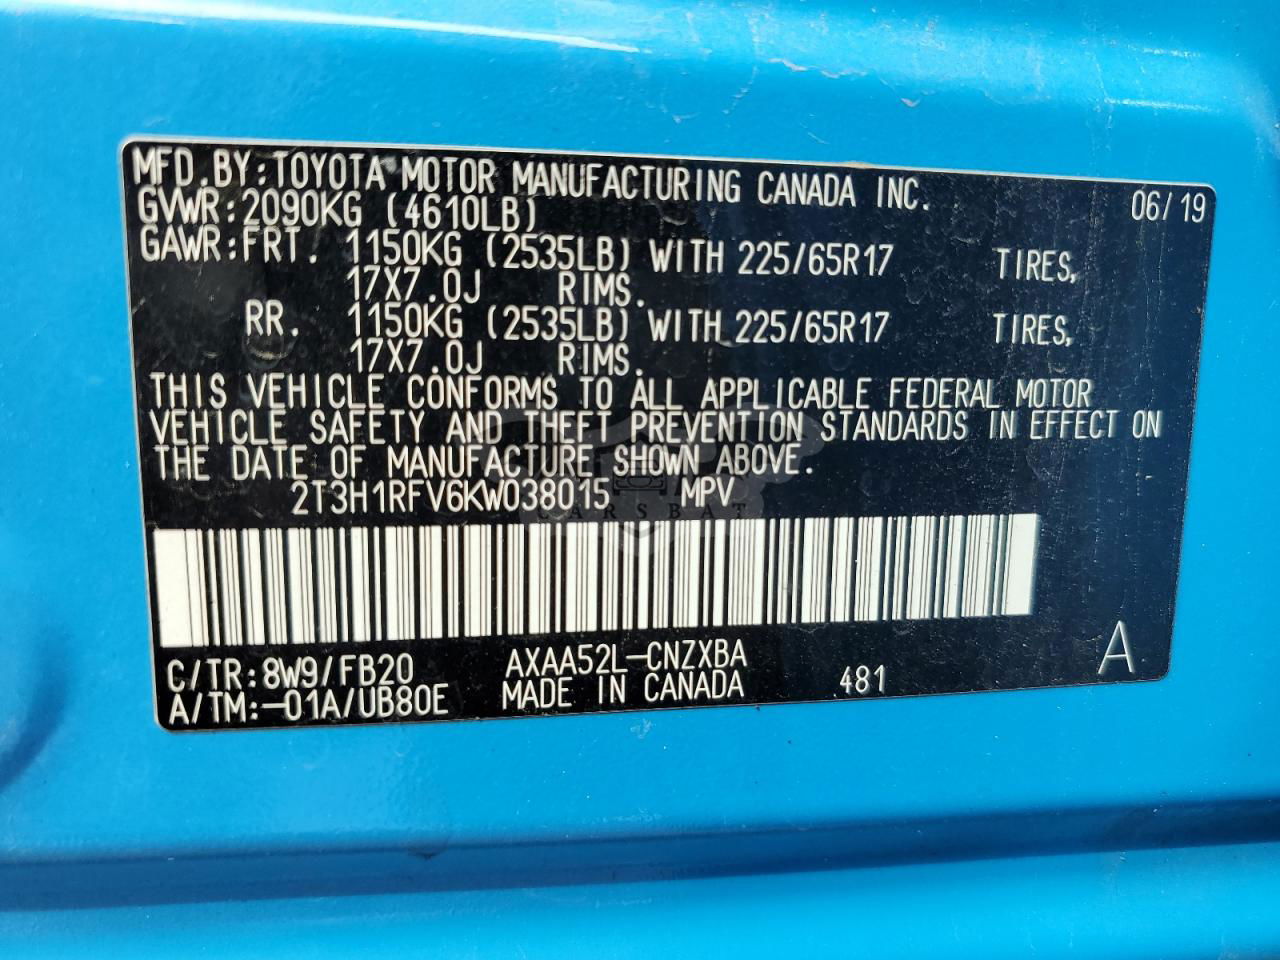 MFD.BY:TOYOTA MOTOR MANUFACTURING CANADA INC. 06/19
GVWR:2090KG (4610LB)
GAWR:FRT. 1150KG (2535LB) WITH 225/65R17 TIRES,
17X7.0J RIMS.
RR. 1150KG (2535LB) WITH 225/65R17 TIRES,
17X7.0J RIMS.
THIS VEHICLE CONFORMS TO ALL APPLICABLE FEDERAL MOTOR
VEHICLE SAFETY AND THEFT PREVENTION STANDARDS IN EFFECT ON
THE DATE OF MANUFACTURE SHOWN ABOVE.
2T3H1RFV6KW038015 MPV
CARSBAT
C/TR:8W9/FB20 AXAA52L-CNZXBA A
A/TM:-01A/UB80E MADE IN CANADA 481